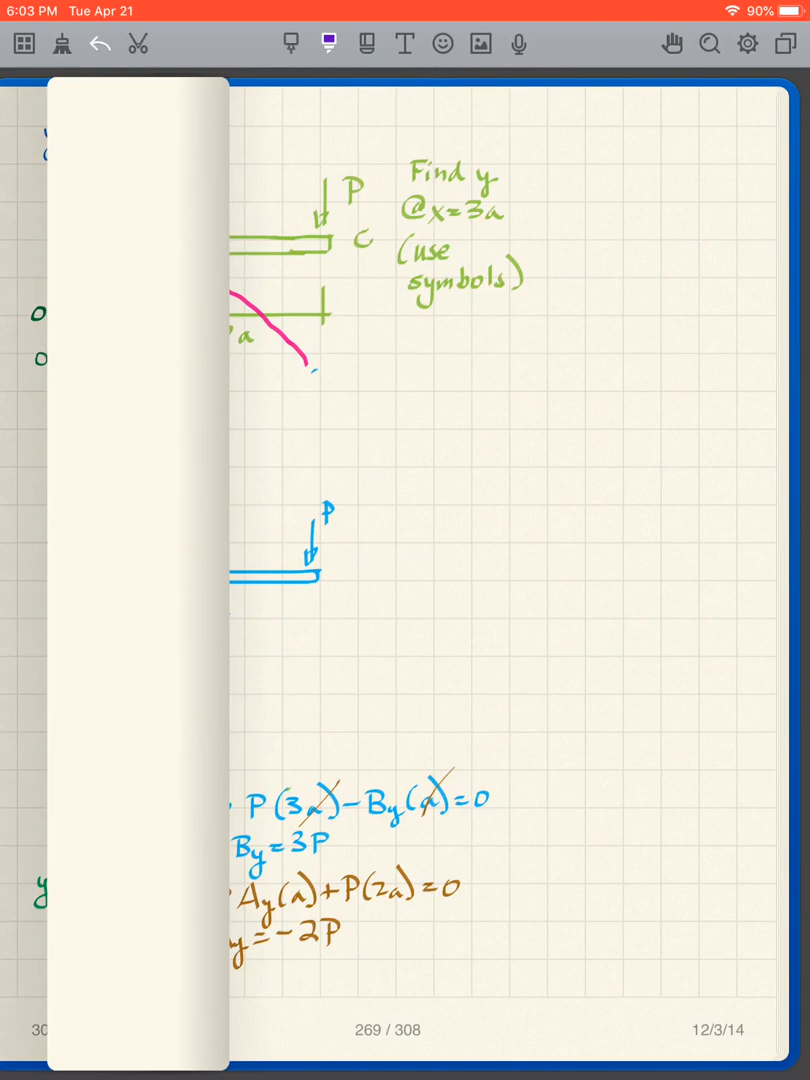 6:03 PM Tue Apr 21
90%
P
Find y
@x=3a
(use
symbols)
C
a
P
P(3a)-By(a)=0
By=3P
Ay(a)+P(2a)=0
y=-2P
y
30
269 / 308
12/3/14